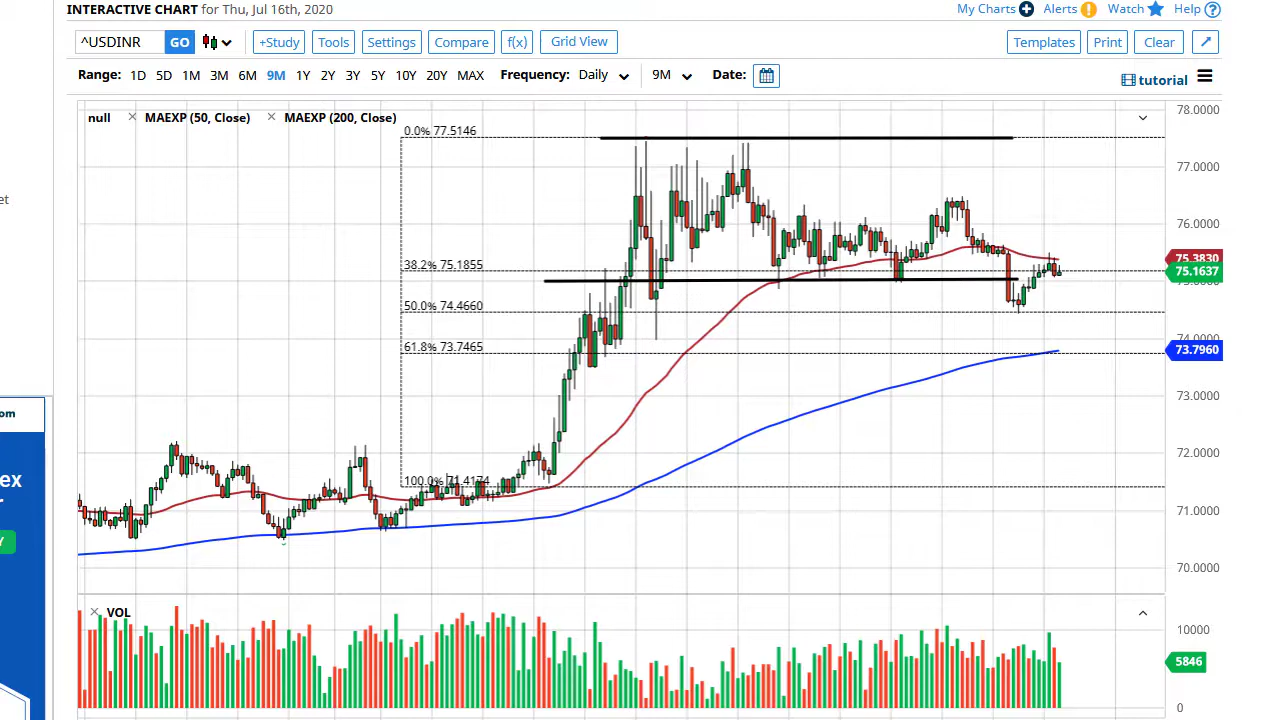 INTERACTIVE CHART for Thu, Jul 16th, 2020
My Charts Alerts Watch Help
^USDINR GO +Study Tools Settings Compare f(x) Grid View Templates Print Clear
Range: 1D 5D 1M 3M 6M 9M 1Y 2Y 3Y 5Y 10Y 20Y MAX Frequency: Daily 9M Date: tutorial
null × MAEXP (50, Close) × MAEXP (200, Close)
78.0000
0.0% 77.5146
77.0000
76.0000
75.3830
38.2% 75.1855
75.1637
50.0% 74.4660
61.8% 73.7465
73.7960
73.0000
72.0000
100.0%
71.0000
70.0000
× VOL
10000
5846
0
et
om
ex
r
Y